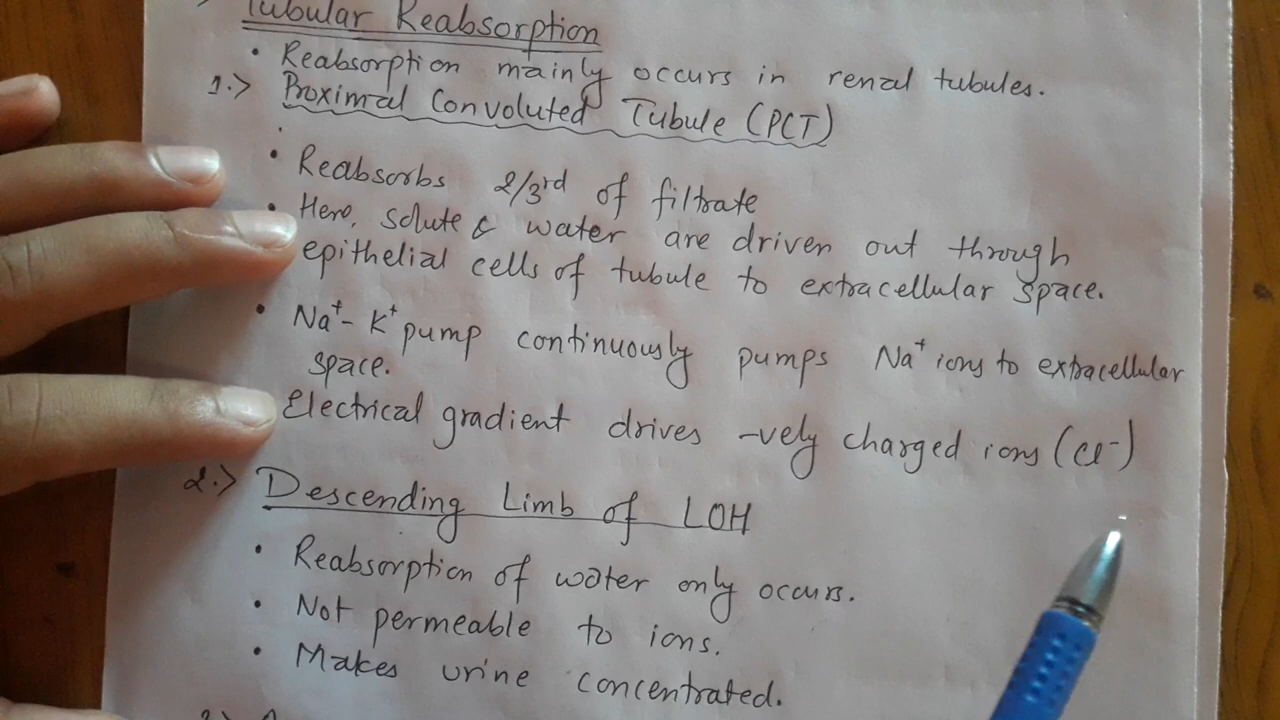 Tubular Reabsorption
• Reabsorption mainly occurs in renal tubules.
1.> Proximal Convoluted Tubule (PCT)
• Reabsorbs 2/3rd of filtrate
• Here, solute & water are driven out through
epithelial cells of tubule to extracellular space.
• Na⁺- K⁺ pump continuously pumps Na⁺ ions to extracellular
space.
Electrical gradient drives -vely charged ions (Cl⁻)
2.> Descending Limb of LOH
• Reabsorption of water only occurs.
• Not permeable to ions.
• Makes urine concentrated.